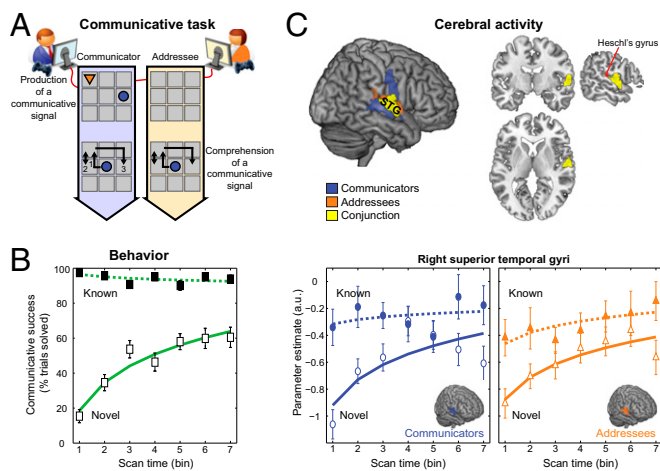 A
Communicative task
Communicator
Addressee
Production of a
communicative
signal
Comprehension of
a communicative
signal
2
1
3
B
Behavior
Communicative success
(% trials solved)
100
80
60
40
20
0
Known
Novel
1 2 3 4 5 6 7
Scan time (bin)
C
Cerebral activity
Heschl's gyrus
STG
Communicators
Addressees
Conjunction
Right superior temporal gyri
Parameter estimate (a.u.)
0
-0.2
-0.4
-0.6
-0.8
-1
Known
Novel
Communicators
1 2 3 4 5 6 7
Scan time (bin)
Known
Novel
Addressees
1 2 3 4 5 6 7
Scan time (bin)